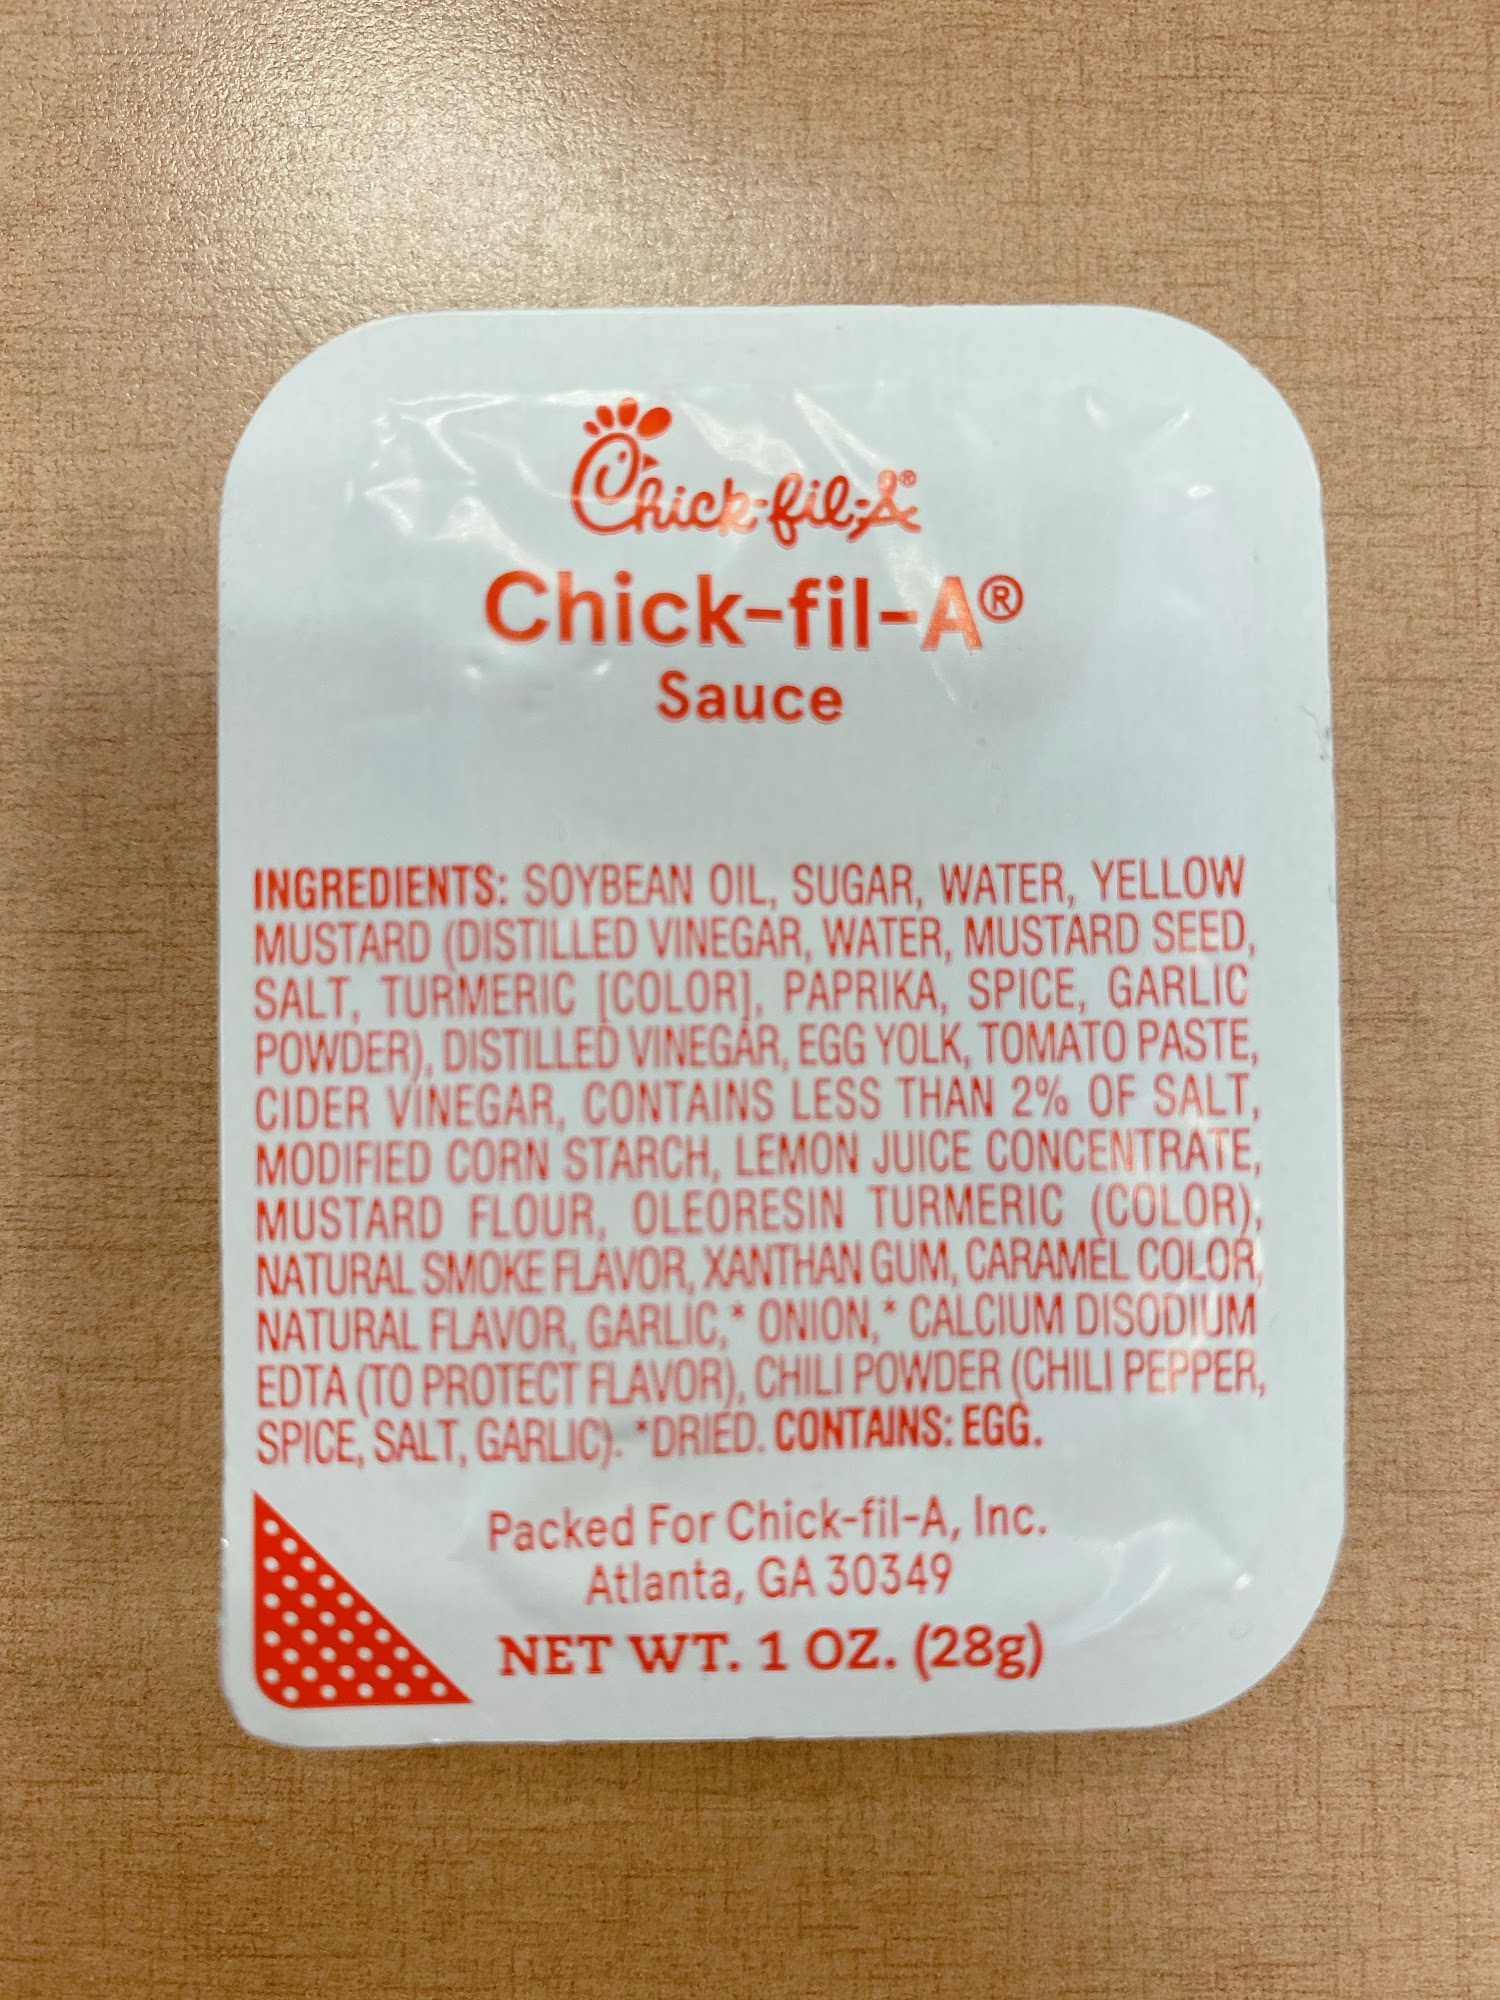 Chick-fil-A®
Chick-fil-A®
Sauce
INGREDIENTS: SOYBEAN OIL, SUGAR, WATER, YELLOW
MUSTARD (DISTILLED VINEGAR, WATER, MUSTARD SEED,
SALT, TURMERIC [COLOR], PAPRIKA, SPICE, GARLIC
POWDER), DISTILLED VINEGAR, EGG YOLK, TOMATO PASTE,
CIDER VINEGAR, CONTAINS LESS THAN 2% OF SALT,
MODIFIED CORN STARCH, LEMON JUICE CONCENTRATE,
MUSTARD FLOUR, OLEORESIN TURMERIC (COLOR),
NATURAL SMOKE FLAVOR, XANTHAN GUM, CARAMEL COLOR,
NATURAL FLAVOR, GARLIC,* ONION,* CALCIUM DISODIUM
EDTA (TO PROTECT FLAVOR), CHILI POWDER (CHILI PEPPER,
SPICE, SALT, GARLIC). *DRIED. CONTAINS: EGG.
Packed For Chick-fil-A, Inc.
Atlanta, GA 30349
NET WT. 1 OZ. (28g)